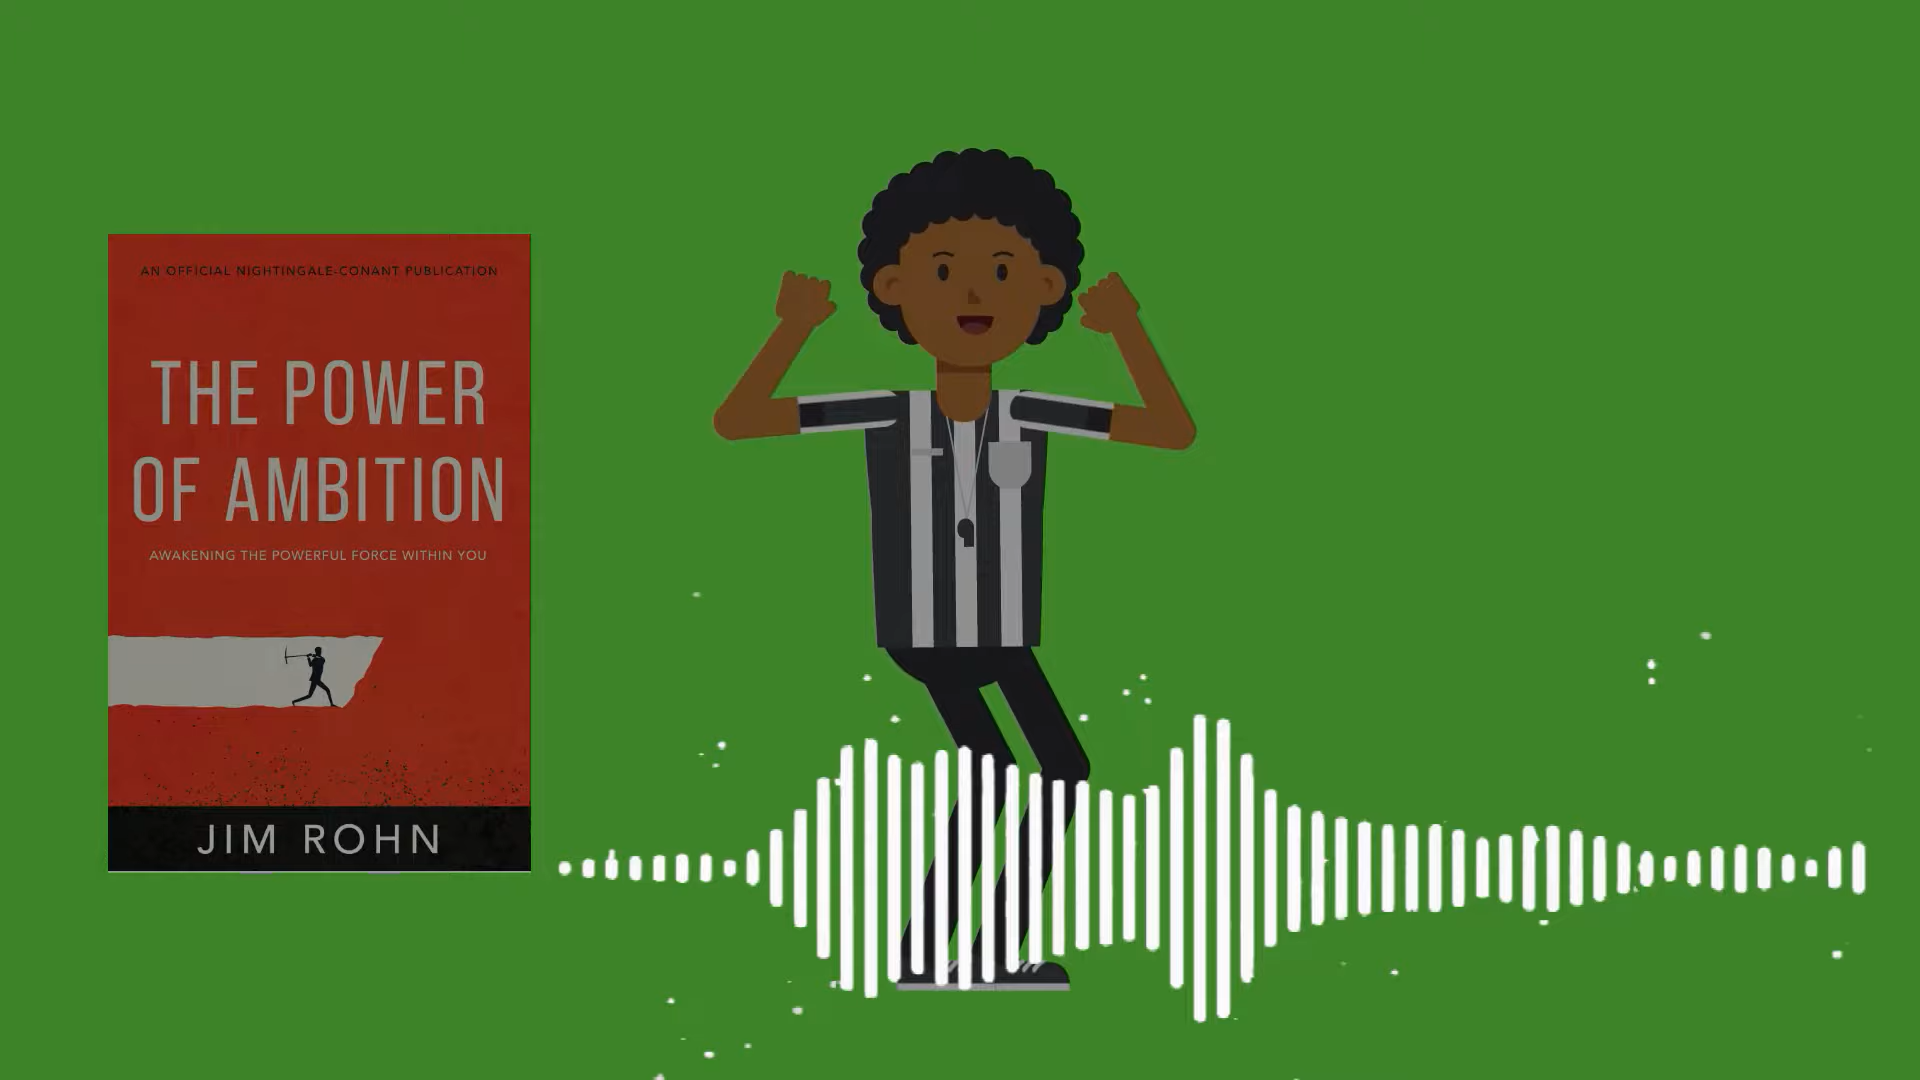 AN OFFICIAL NIGHTINGALE-CONANT PUBLICATION
THE POWER
OF AMBITION
AWAKENING THE POWERFUL FORCE WITHIN YOU
JIM ROHN